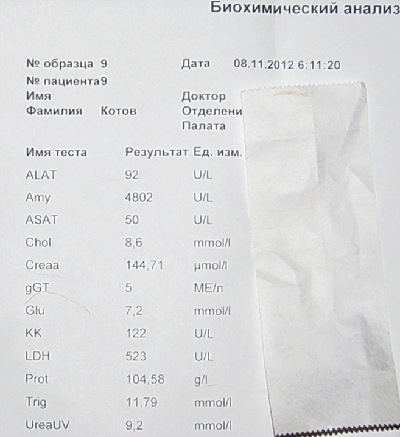 Биохимический анализ
№ образца 9 Дата 08.11.2012 6:11:20
№ пациента9
Имя Доктор
Фамилия Котов Отделени
Палата
Имя теста Результат Ед. изм.
ALAT 92 U/L
Amy 4802 U/L
ASAT 50 U/L
Chol 8,6 mmol/l
Creaa 144,71 µmol/l
gGT 5 ME/л
Glu 7,2 mmol/l
KK 122 U/L
LDH 523 U/L
Prot 104,58 g/l
Trig 11,79 mmol/l
UreaUV 9,2 mmol/l